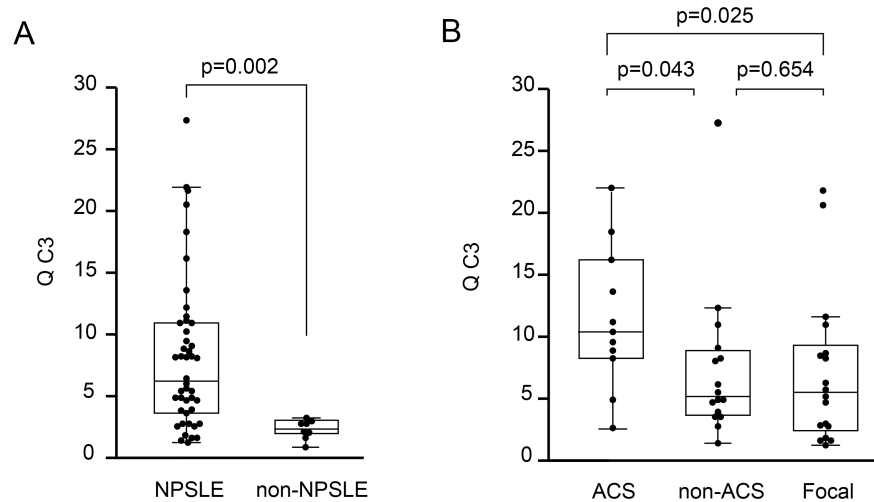 A
p=0.002
30
25
20
15
10
5
0
Q C3
NPSLE non-NPSLE
B
p=0.025
p=0.043 p=0.654
30
25
20
15
10
5
0
Q C3
ACS non-ACS Focal